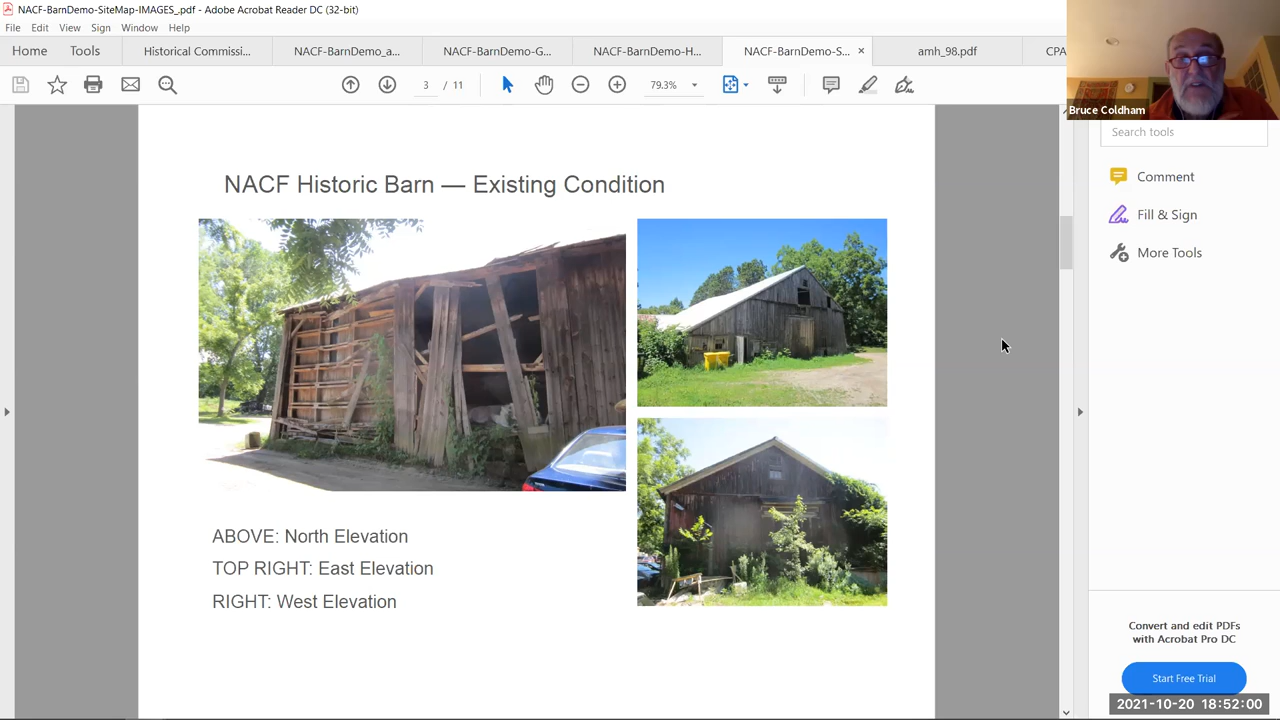 NACF-BarnDemo-SiteMap-IMAGES_.pdf - Adobe Acrobat Reader DC (32-bit)
File Edit View Sign Window Help
Home Tools Historical Commissi... NACF-BarnDemo_a... NACF-BarnDemo-G... NACF-BarnDemo-H... NACF-BarnDemo-S... × amh_98.pdf CPA
3 / 11 79.3%
Bruce Coldham
Search tools
Comment
Fill & Sign
More Tools
NACF Historic Barn — Existing Condition
ABOVE: North Elevation
TOP RIGHT: East Elevation
RIGHT: West Elevation
Convert and edit PDFs
with Acrobat Pro DC
Start Free Trial
2021-10-20 18:52:00